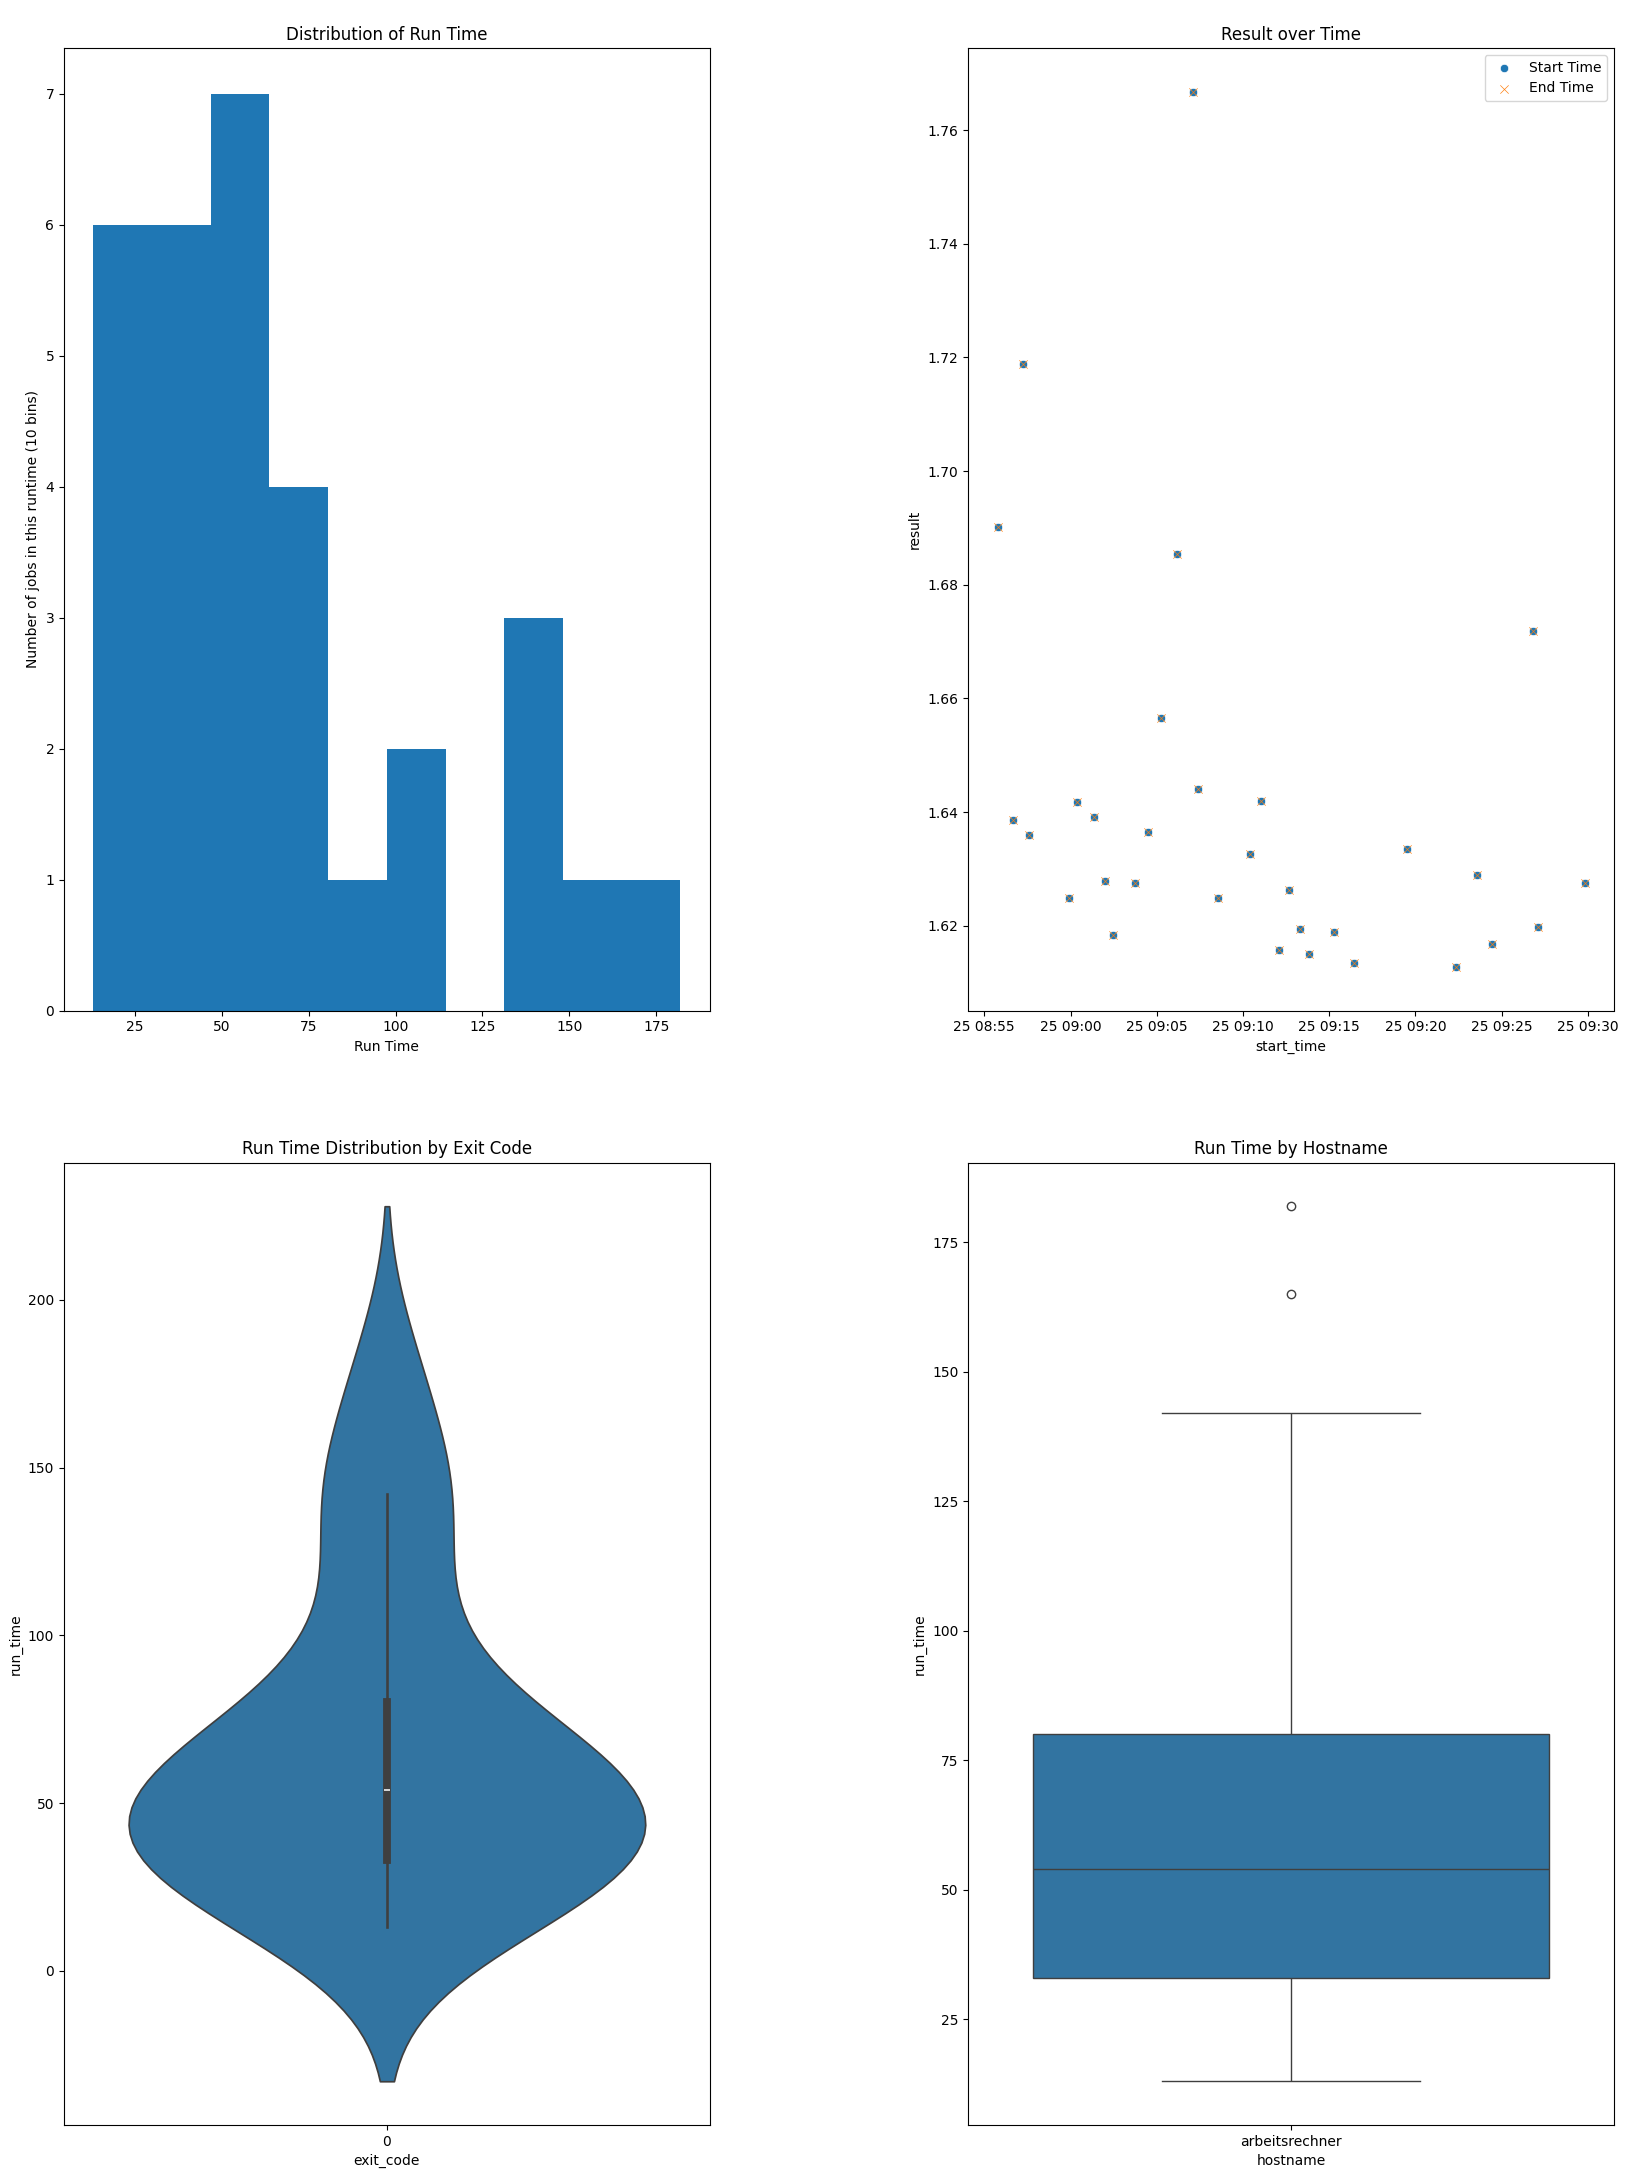 Distribution of Run Time
Number of jobs in this runtime (10 bins)
7
6
5
4
3
2
1
0
25 50 75 100 125 150 175
Run Time
Result over Time
Start Time
End Time
result
1.76
1.74
1.72
1.70
1.68
1.66
1.64
1.62
25 08:55 25 09:00 25 09:05 25 09:10 25 09:15 25 09:20 25 09:25 25 09:30
start_time
Run Time Distribution by Exit Code
run_time
200
150
100
50
0
0
exit_code
Run Time by Hostname
run_time
175
150
125
100
75
50
25
arbeitsrechner
hostname